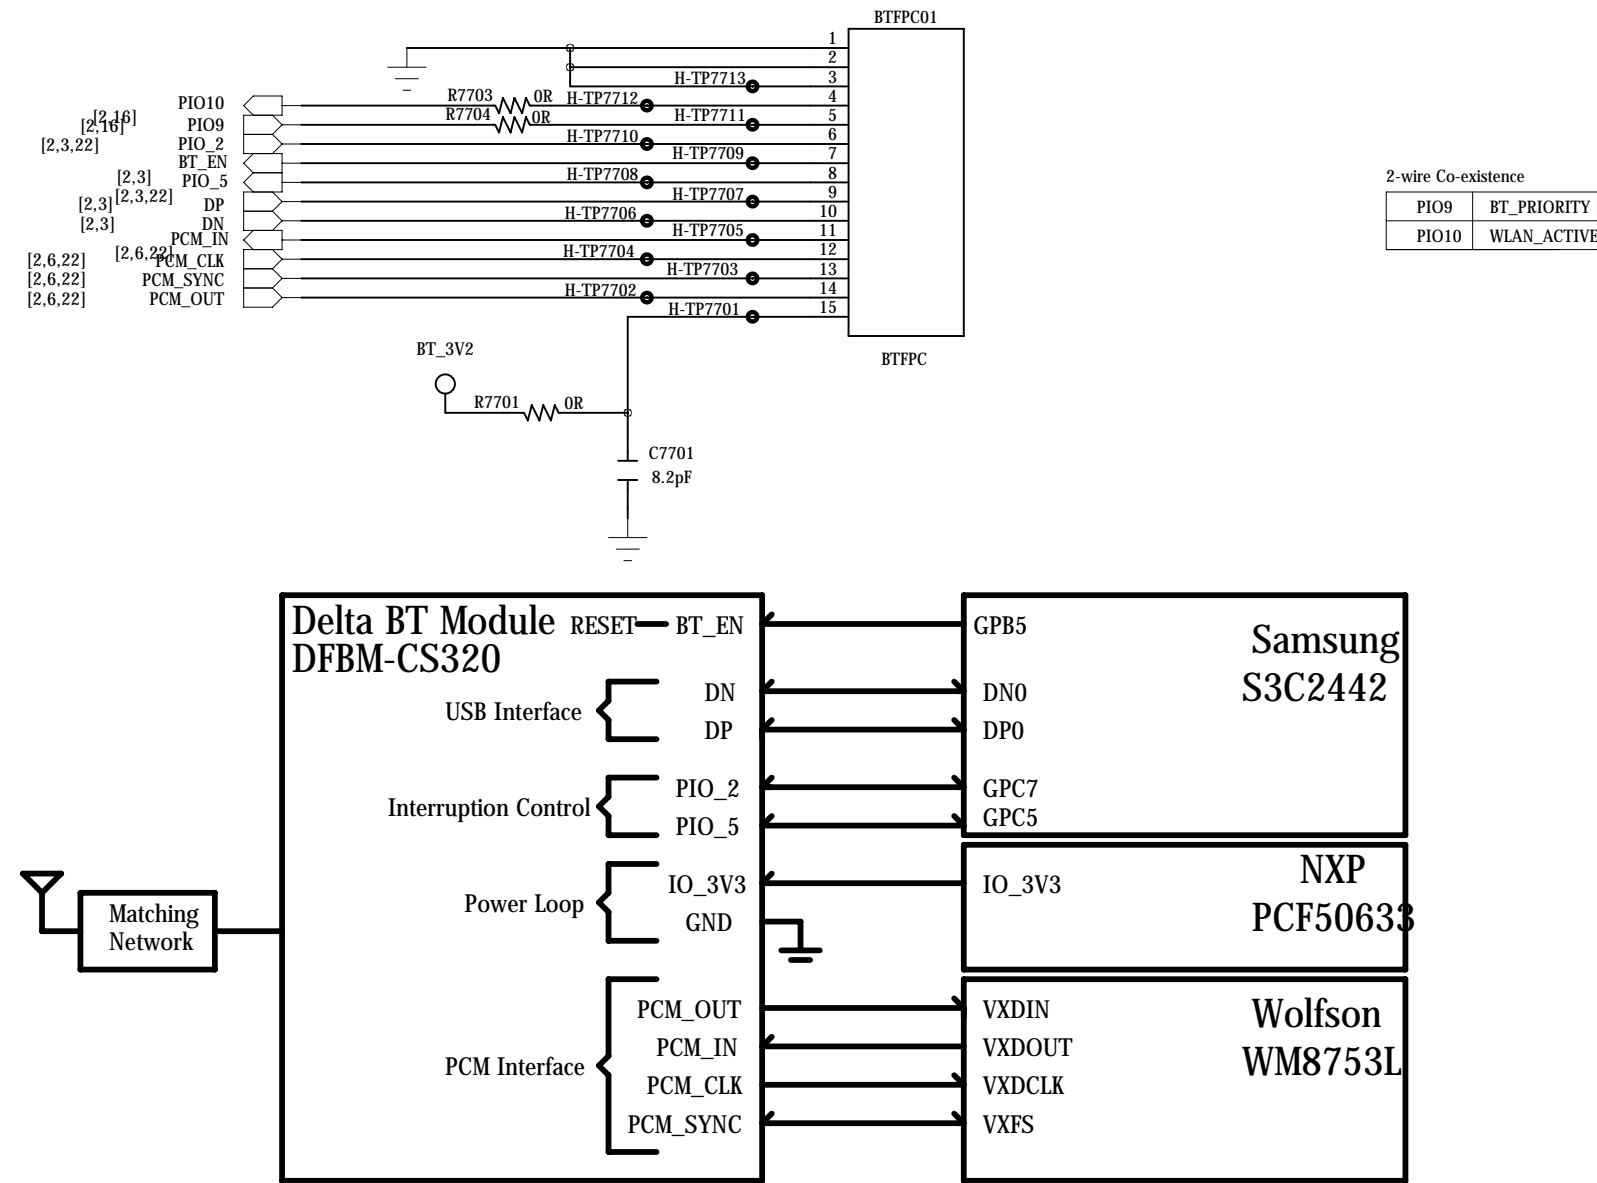 BTFPC01
1
2
H-TP7713 3
PIO10 R7703 0R H-TP7712 4
[2,16]
[2,16] PIO9 R7704 0R H-TP7711 5
[2,3,22] PIO_2 H-TP7710 6
BT_EN H-TP7709 7
[2,3] PIO_5 H-TP7708 8
[2,3,22]
[2,3] DP H-TP7707 9
[2,3] DN H-TP7706 10
PCM_IN H-TP7705 11
[2,6,22]
[2,6,22] PCM_CLK H-TP7704 12
[2,6,22] PCM_SYNC H-TP7703 13
[2,6,22] PCM_OUT H-TP7702 14
H-TP7701 15
BTFPC
BT_3V2
R7701 0R
C7701
8.2pF
2-wire Co-existence
PIO9 BT_PRIORITY
PIO10 WLAN_ACTIVE
Delta BT Module
DFBM-CS320
RESET BT_EN
USB Interface
DN
DP
Interruption Control
PIO_2
PIO_5
Power Loop
IO_3V3
GND
PCM Interface
PCM_OUT
PCM_IN
PCM_CLK
PCM_SYNC
Matching
Network
GPB5
Samsung
S3C2442
DN0
DP0
GPC7
GPC5
NXP
PCF50633
IO_3V3
Wolfson
WM8753L
VXDIN
VXDOUT
VXDCLK
VXFS